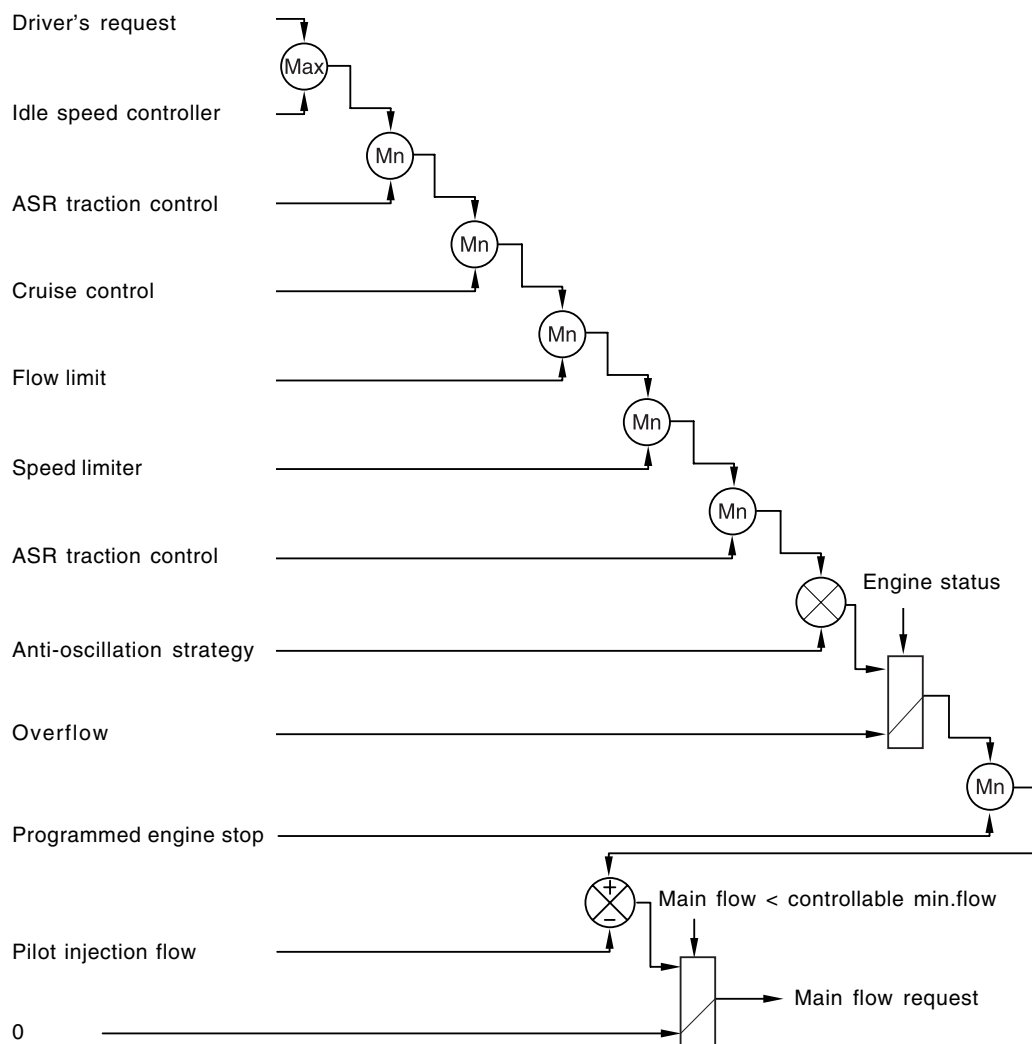 Driver's request
Max
Idle speed controller
Mn
ASR traction control
Mn
Cruise control
Mn
Flow limit
Mn
Speed limiter
Mn
ASR traction control
Engine status
Anti-oscillation strategy
Overflow
Mn
Programmed engine stop
+
Main flow < controllable min.flow
−
Pilot injection flow
Main flow request
0